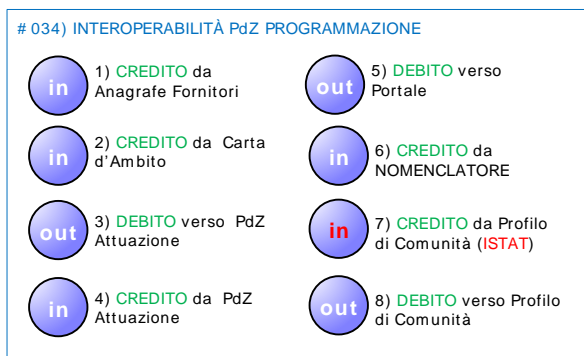 # 034) INTEROPERABILITÀ PdZ PROGRAMMAZIONE
in
1) CREDITO da
Anagrafe Fornitori
in
2) CREDITO da Carta
d'Ambito
out
3) DEBITO verso PdZ
Attuazione
in
4) CREDITO da PdZ
Attuazione
out
5) DEBITO verso
Portale
in
6) CREDITO da
NOMENCLATORE
in
7) CREDITO da Profilo
di Comunità (ISTAT)
out
8) DEBITO verso Profilo
di Comunità